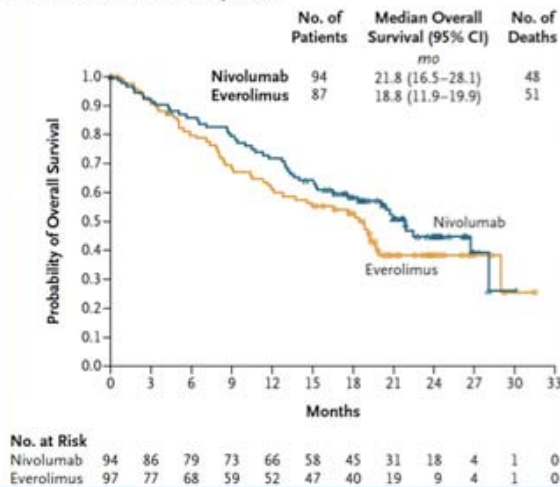 No. of Patients Median Overall Survival (95% CI) No. of Deaths
mo
Nivolumab 94 21.8 (16.5–28.1) 48
Everolimus 87 18.8 (11.9–19.9) 51
Probability of Overall Survival
1.0
0.9
0.8
0.7
0.6
0.5
0.4
0.3
0.2
0.1
0.0
Nivolumab
Everolimus
0 3 6 9 12 15 18 21 24 27 30 33
Months
No. at Risk
Nivolumab 94 86 79 73 66 58 45 31 18 4 1 0
Everolimus 97 77 68 59 52 47 40 19 9 4 1 0